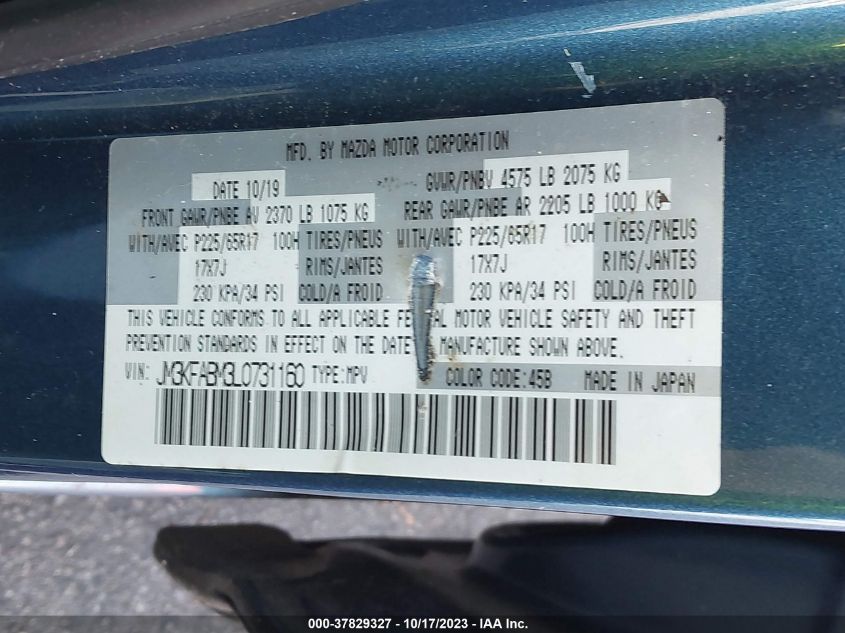 MFD. BY MAZDA MOTOR CORPORATION
DATE 10/19 GVWR/PNBV 4575 LB 2075 KG
FRONT GAWR/PNBE AV 2370 LB 1075 KG REAR GAWR/PNBE AR 2205 LB 1000 KG
WITH/AVEC P225/65R17 100H TIRES/PNEUS WITH/AVEC P225/65R17 100H TIRES/PNEUS
17X7J RIMS/JANTES 17X7J RIMS/JANTES
230 KPA/34 PSI COLD/A FROID 230 KPA/34 PSI COLD/A FROID
THIS VEHICLE CONFORMS TO ALL APPLICABLE MOTOR VEHICLE SAFETY AND THEFT
PREVENTION STANDARDS IN EFFECT ON THE DATE MANUFACTURE SHOWN ABOVE.
VIN: JM3KFABM3L0731160 TYPE:MPV COLOR CODE:45B MADE IN JAPAN
000-37829327 - 10/17/2023 - IAA Inc.